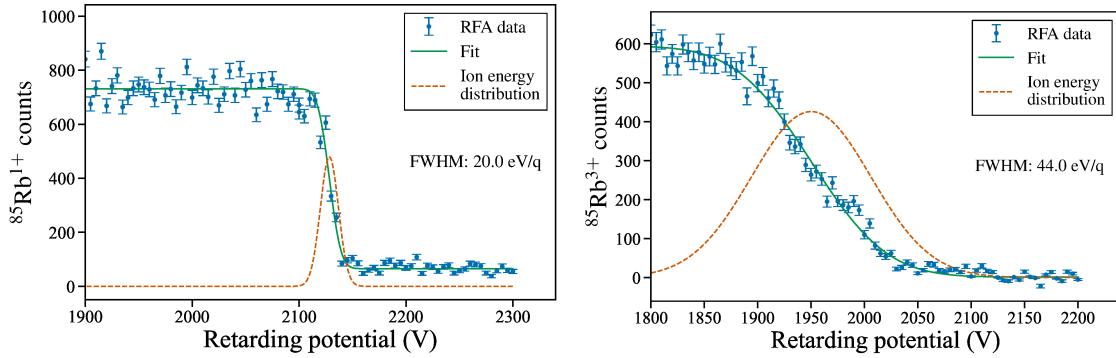 1000
800
600
400
200
0
⁸⁵Rb¹⁺ counts
RFA data
Fit
Ion energy
distribution
FWHM: 20.0 eV/q
1900
2000
2100
2200
2300
Retarding potential (V)
600
500
400
300
200
100
0
⁸⁵Rb³⁺ counts
RFA data
Fit
Ion energy
distribution
FWHM: 44.0 eV/q
1800
1850
1900
1950
2000
2050
2100
2150
2200
Retarding potential (V)